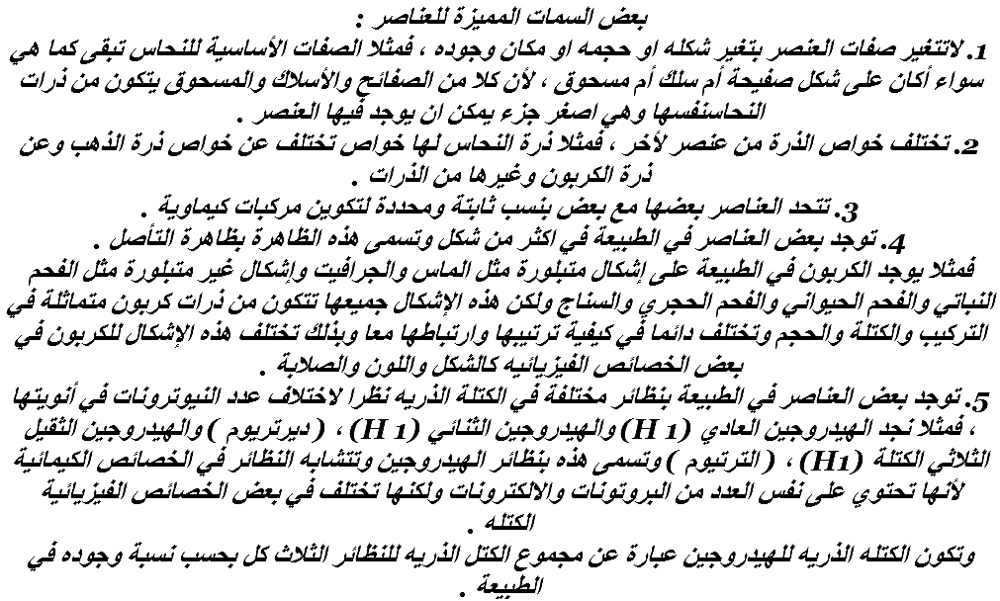 بعض السمات المميزة للعناصر :
1. لاتتغير صفات العنصر بتغير شكله او حجمه او مكان وجوده ، فمثلا الصفات الأساسية للنحاس تبقى كما هي
سواء أكان على شكل صفيحة أم سلك أم مسحوق ، لأن كلا من الصفائح والأسلاك والمسحوق يتكون من ذرات
النحاسنفسها وهي اصغر جزء يمكن ان يوجد فيها العنصر .
2. تختلف خواص الذرة من عنصر لأخر ، فمثلا ذرة النحاس لها خواص تختلف عن خواص ذرة الذهب وعن
ذرة الكربون وغيرها من الذرات .
3. تتحد العناصر بعضها مع بعض بنسب ثابتة ومحددة لتكوين مركبات كيماوية .
4. توجد بعض العناصر في الطبيعة في اكثر من شكل وتسمى هذه الظاهرة بظاهرة التأصل .
فمثلا يوجد الكربون في الطبيعة على إشكال متبلورة مثل الماس والجرافيت وإشكال غير متبلورة مثل الفحم
النباتي والفحم الحيواني والفحم الحجري والسناج ولكن هذه الإشكال جميعها تتكون من ذرات كربون متماثلة في
التركيب والكتلة والحجم وتختلف دائما في كيفية ترتيبها وارتباطها معا وبذلك تختلف هذه الإشكال للكربون في
بعض الخصائص الفيزيائيه كالشكل واللون والصلابة .
5. توجد بعض العناصر في الطبيعة بنظائر مختلفة في الكتلة الذريه نظرا لاختلاف عدد النيوترونات في أنويتها
، فمثلا نجد الهيدروجين العادي (H 1) والهيدروجين الثنائي (H 1) ، ( ديرتريوم ) والهيدروجين الثقيل
الثلاثي الكتلة (H1) ، ( الترتيوم ) وتسمى هذه بنظائر الهيدروجين وتتشابه النظائر في الخصائص الكيمائية
لأنها تحتوي على نفس العدد من البروتونات والالكترونات ولكنها تختلف في بعض الخصائص الفيزيائية
الكتله .
وتكون الكتله الذريه للهيدروجين عبارة عن مجموع الكتل الذريه للنظائر الثلاث كل بحسب نسبة وجوده في
الطبيعة .